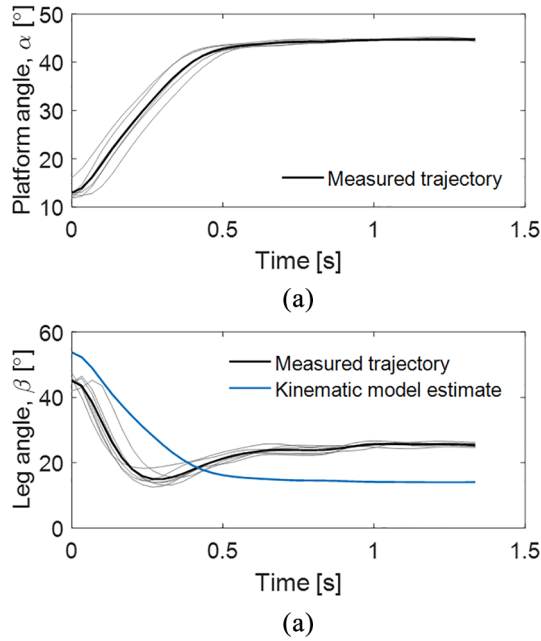 Platform angle, α [°]
50
40
30
20
10
Measured trajectory
0
0.5
1
1.5
Time [s]
(a)
Leg angle, β [°]
60
40
20
0
Measured trajectory
Kinematic model estimate
0
0.5
1
1.5
Time [s]
(a)